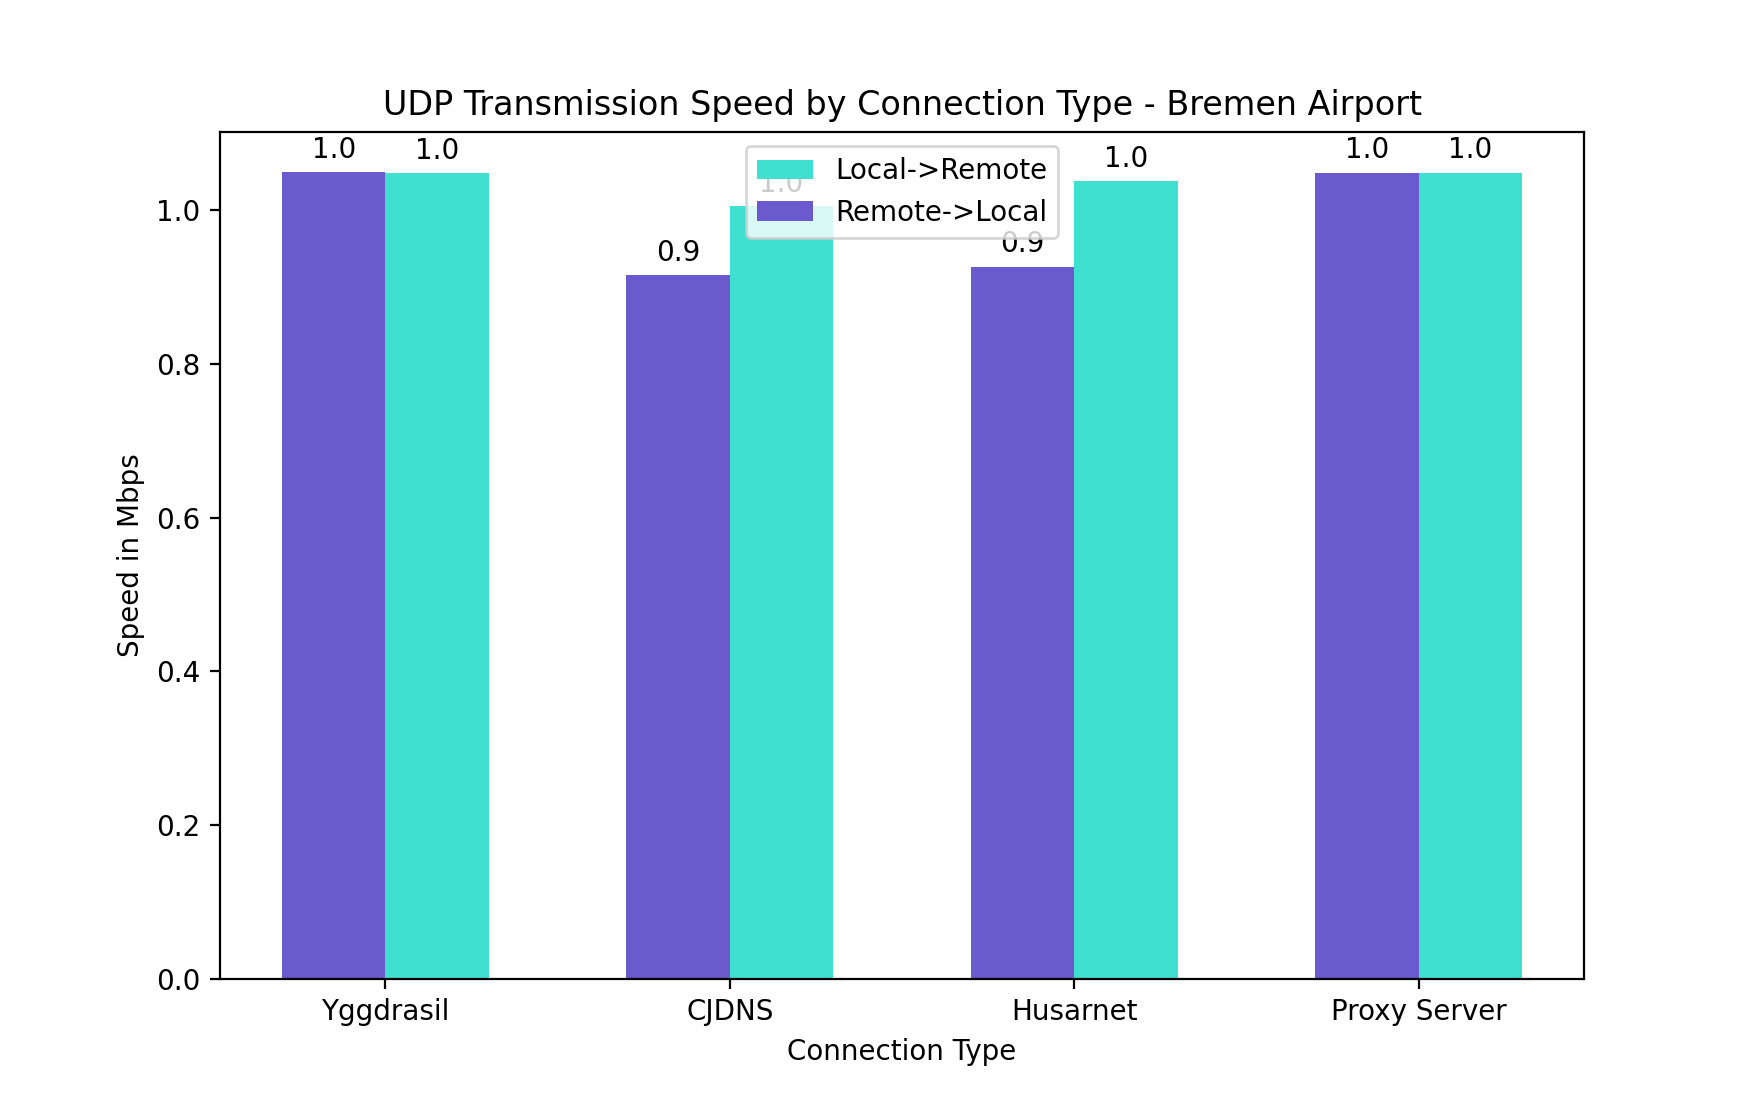 UDP Transmission Speed by Connection Type - Bremen Airport
1.0
1.0
1.0
1.0
1.0
1.0
0.9
0.9
Local->Remote
Remote->Local
Speed in Mbps
1.0
0.8
0.6
0.4
0.2
0.0
Yggdrasil
CJDNS
Husarnet
Proxy Server
Connection Type